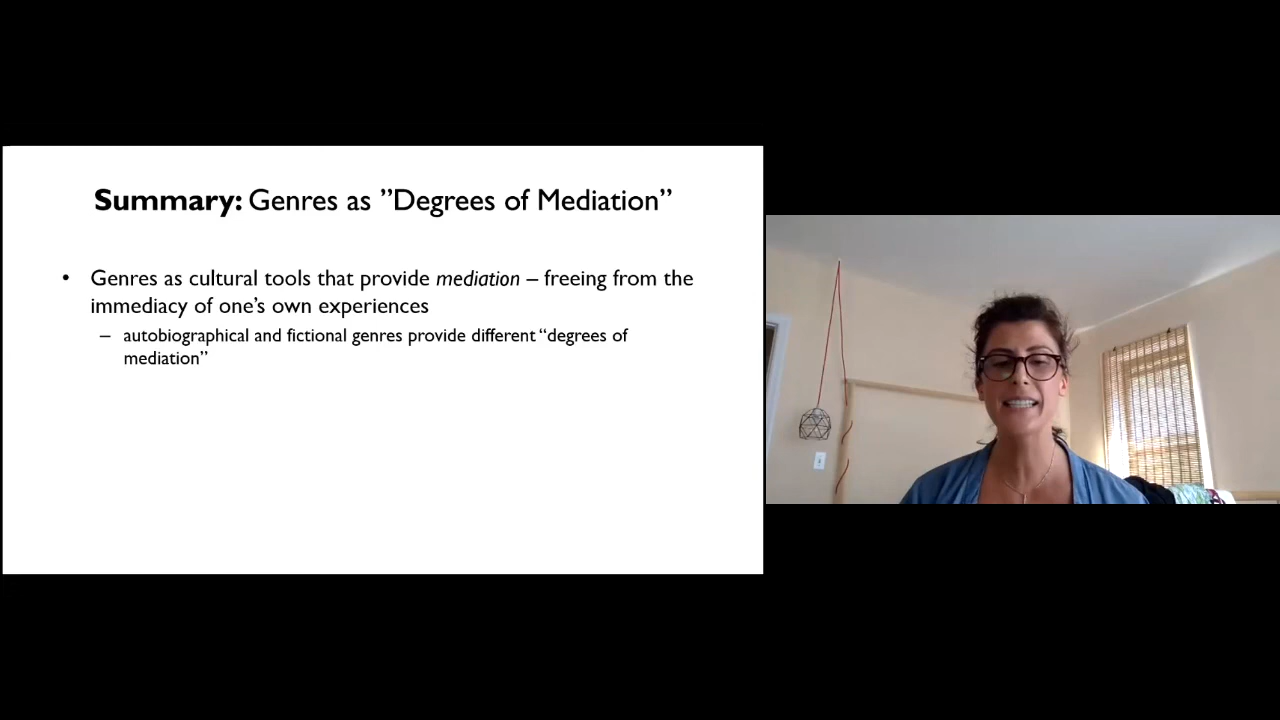 Summary: Genres as ”Degrees of Mediation”
• Genres as cultural tools that provide mediation – freeing from the
immediacy of one’s own experiences
– autobiographical and fictional genres provide different “degrees of
mediation”